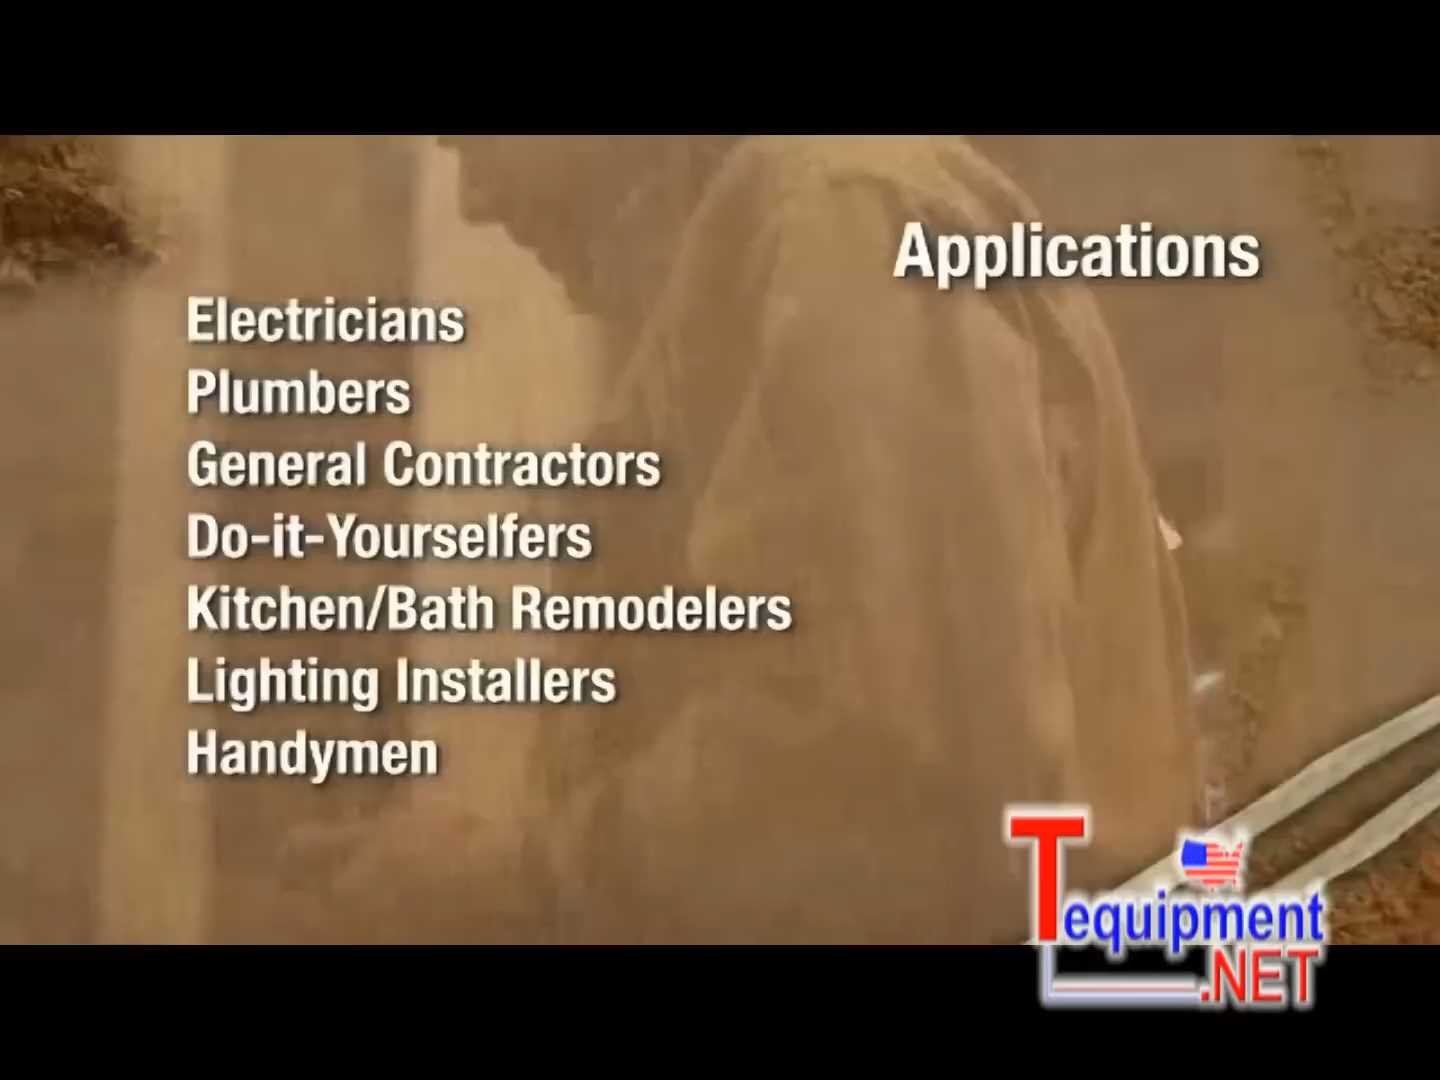 Applications
Electricians
Plumbers
General Contractors
Do-it-Yourselfers
Kitchen/Bath Remodelers
Lighting Installers
Handymen
Tequipment
.NET